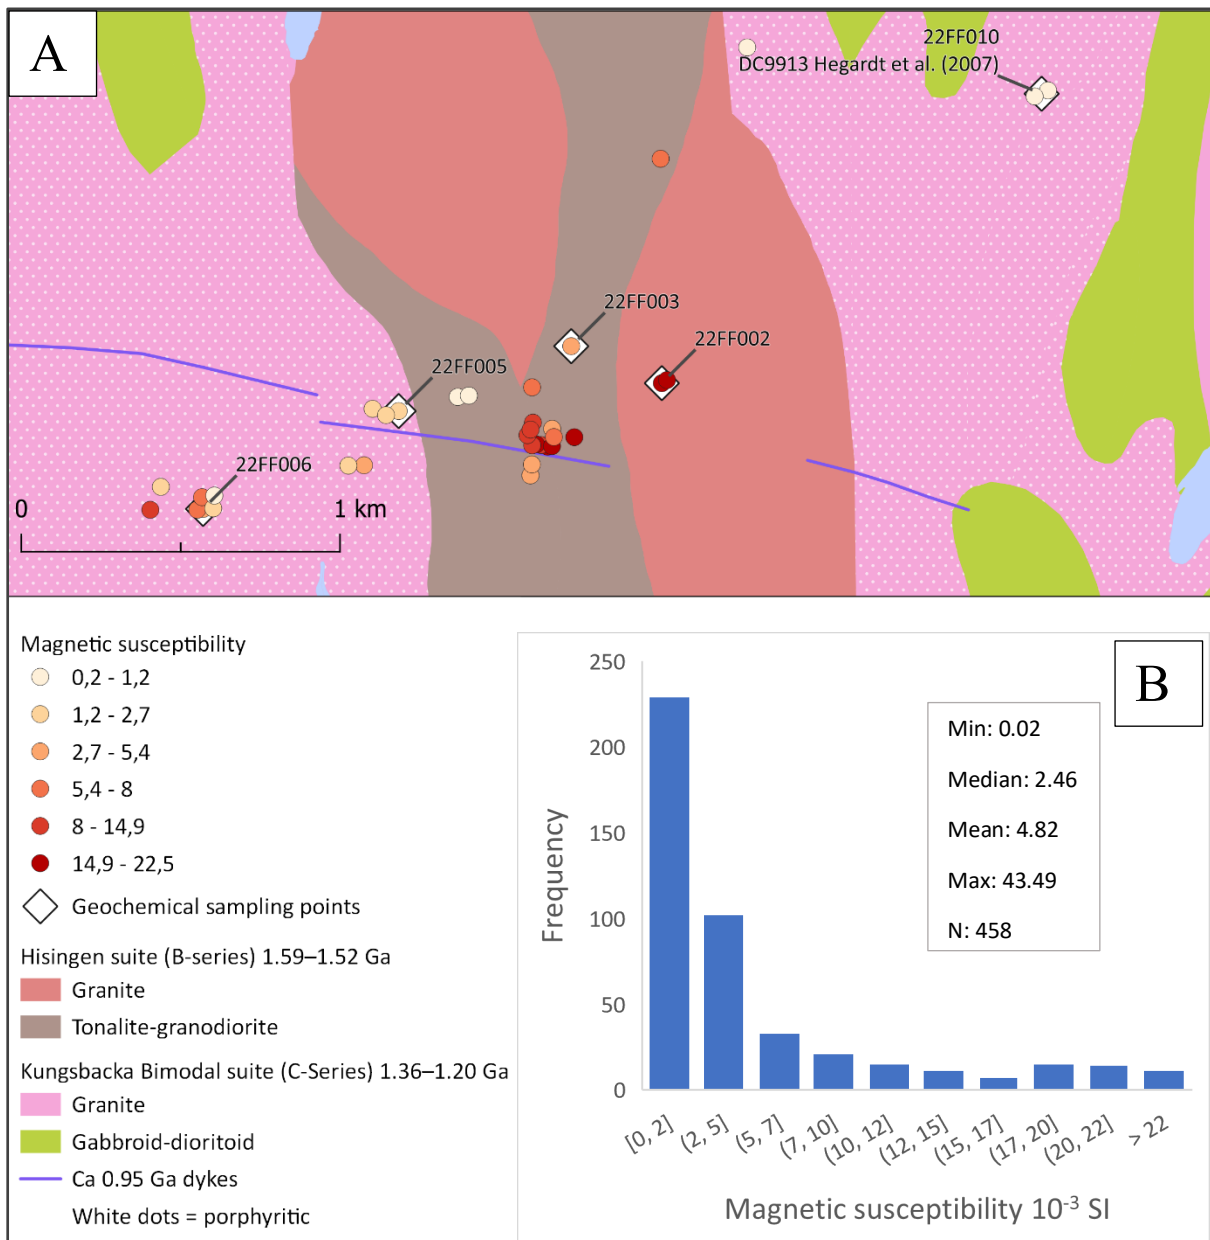 A
22FF010
DC9913 Hegardt et al. (2007)
22FF003
22FF002
22FF005
22FF006
0
1 km
Magnetic susceptibility
0,2 - 1,2
1,2 - 2,7
2,7 - 5,4
5,4 - 8
8 - 14,9
14,9 - 22,5
Geochemical sampling points
Hisingen suite (B-series) 1.59–1.52 Ga
Granite
Tonalite-granodiorite
Kungsbacka Bimodal suite (C-Series) 1.36–1.20 Ga
Granite
Gabbroid-dioritoid
Ca 0.95 Ga dykes
White dots = porphyritic
B
250
200
150
100
50
0
Frequency
Min: 0.02
Median: 2.46
Mean: 4.82
Max: 43.49
N: 458
[0, 2]
(2, 5]
(5, 7]
(7, 10]
(10, 12]
(12, 15]
(15, 17]
(17, 20]
(20, 22]
> 22
Magnetic susceptibility 10⁻³ SI